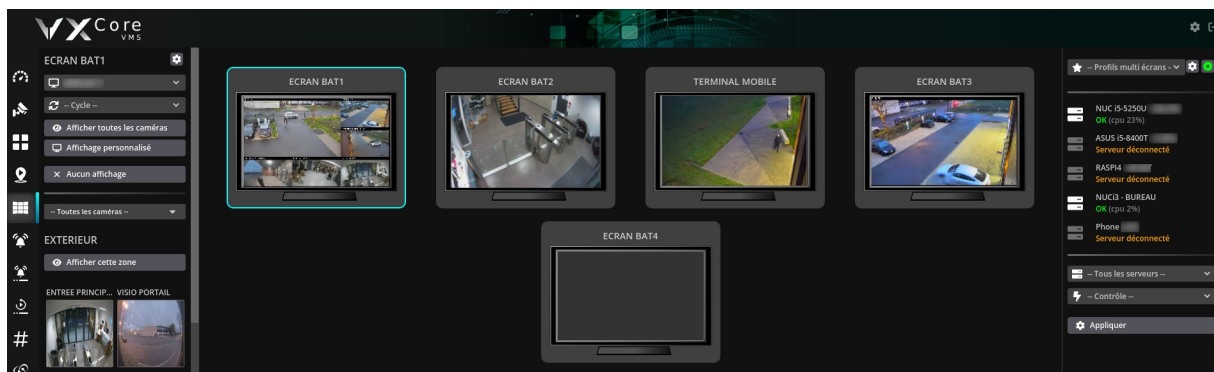 VXCore
VMS
ECRAN BAT1
-- Cycle --
Afficher toutes les caméras
Affichage personnalisé
Aucun affichage
-- Toutes les caméras --
EXTERIEUR
Afficher cette zone
ENTREE PRINCIP... VISIO PORTAIL
ECRAN BAT1
ECRAN BAT2
TERMINAL MOBILE
ECRAN BAT3
ECRAN BAT4
-- Profils multi écrans -
NUC i5-5250U
OK (cpu 23%)
ASUS i5-8400T
Serveur déconnecté
RASPI4
Serveur déconnecté
NUCi3 - BUREAU
OK (cpu 2%)
Phone
Serveur déconnecté
-- Tous les serveurs --
-- Contrôle --
Appliquer